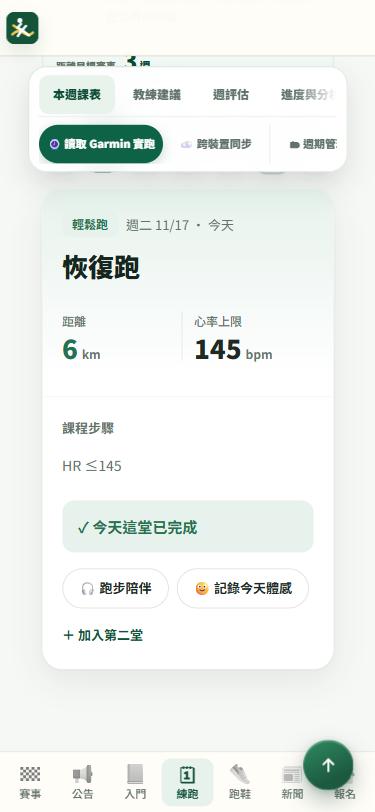 距離目標賽事 3 週
本週課表 教練建議 週評估 進度與分
讀取 Garmin 實跑 跨裝置同步 週期管
輕鬆跑 週二 11/17 · 今天
恢復跑
距離 心率上限
6 km 145 bpm
課程步驟
HR ≤145
✓ 今天這堂已完成
跑步陪伴 記錄今天體感
+ 加入第二堂
賽事 公告 入門 練跑 跑鞋 新聞 報名